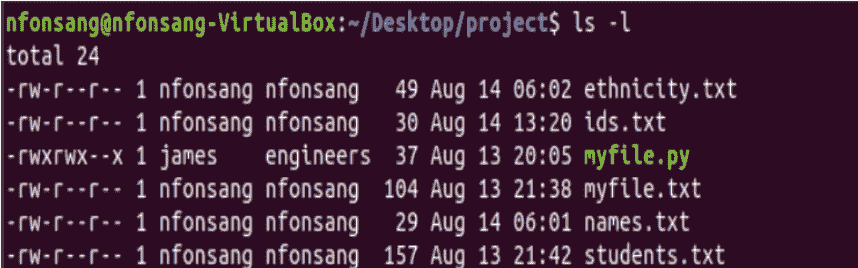 nfonsang@nfonsang-VirtualBox:~/Desktop/project$ ls -l
total 24
-rw-r--r-- 1 nfonsang nfonsang   49 Aug 14 06:02 ethnicity.txt
-rw-r--r-- 1 nfonsang nfonsang   30 Aug 14 13:20 ids.txt
-rwxrwx--x 1 james    engineers  37 Aug 13 20:05 myfile.py
-rw-r--r-- 1 nfonsang nfonsang  104 Aug 13 21:38 myfile.txt
-rw-r--r-- 1 nfonsang nfonsang   29 Aug 14 06:01 names.txt
-rw-r--r-- 1 nfonsang nfonsang  157 Aug 13 21:42 students.txt